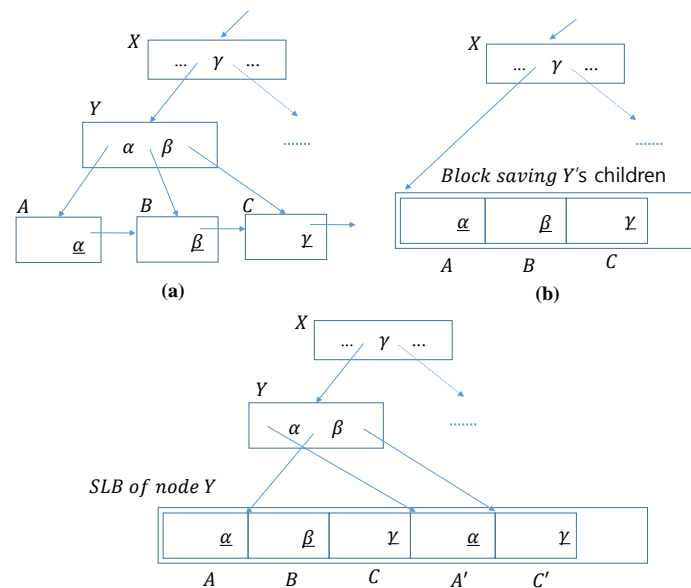 X
... γ ...
Y
α β
.......
A B C
α β γ
(a)
X
... γ ...
.......
Block saving Y's children
α β γ
A B C
(b)
X
... γ ...
Y
α β
.......
SLB of node Y
α β γ α γ
A B C A′ C′